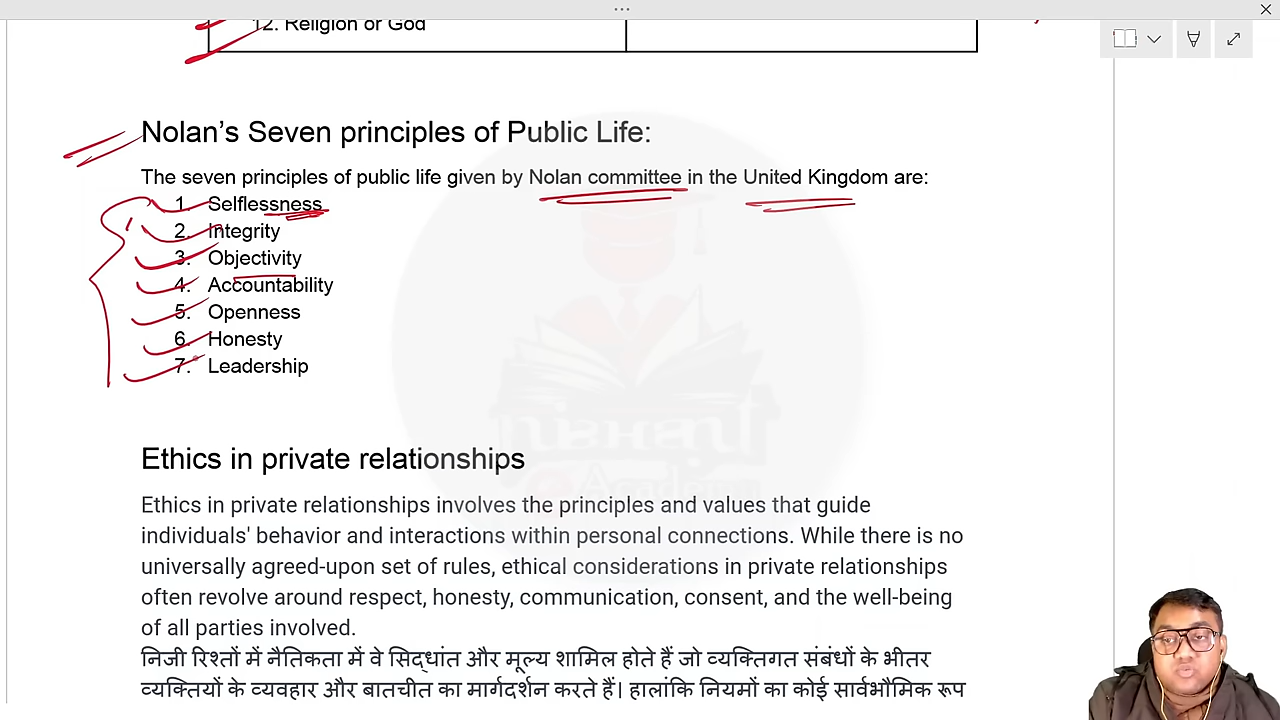 12. Religion or God
Nolan’s Seven principles of Public Life:
The seven principles of public life given by Nolan committee in the United Kingdom are:
1. Selflessness
2. Integrity
3. Objectivity
4. Accountability
5. Openness
6. Honesty
7. Leadership
Ethics in private relationships
Ethics in private relationships involves the principles and values that guide
individuals' behavior and interactions within personal connections. While there is no
universally agreed-upon set of rules, ethical considerations in private relationships
often revolve around respect, honesty, communication, consent, and the well-being
of all parties involved.
निजी रिश्तों में नैतिकता में वे सिद्धांत और मूल्य शामिल होते हैं जो व्यक्तिगत संबंधों के भीतर
व्यक्तियों के व्यवहार और बातचीत का मार्गदर्शन करते हैं। हालांकि नियमों का कोई सार्वभौमिक रूप
Academy